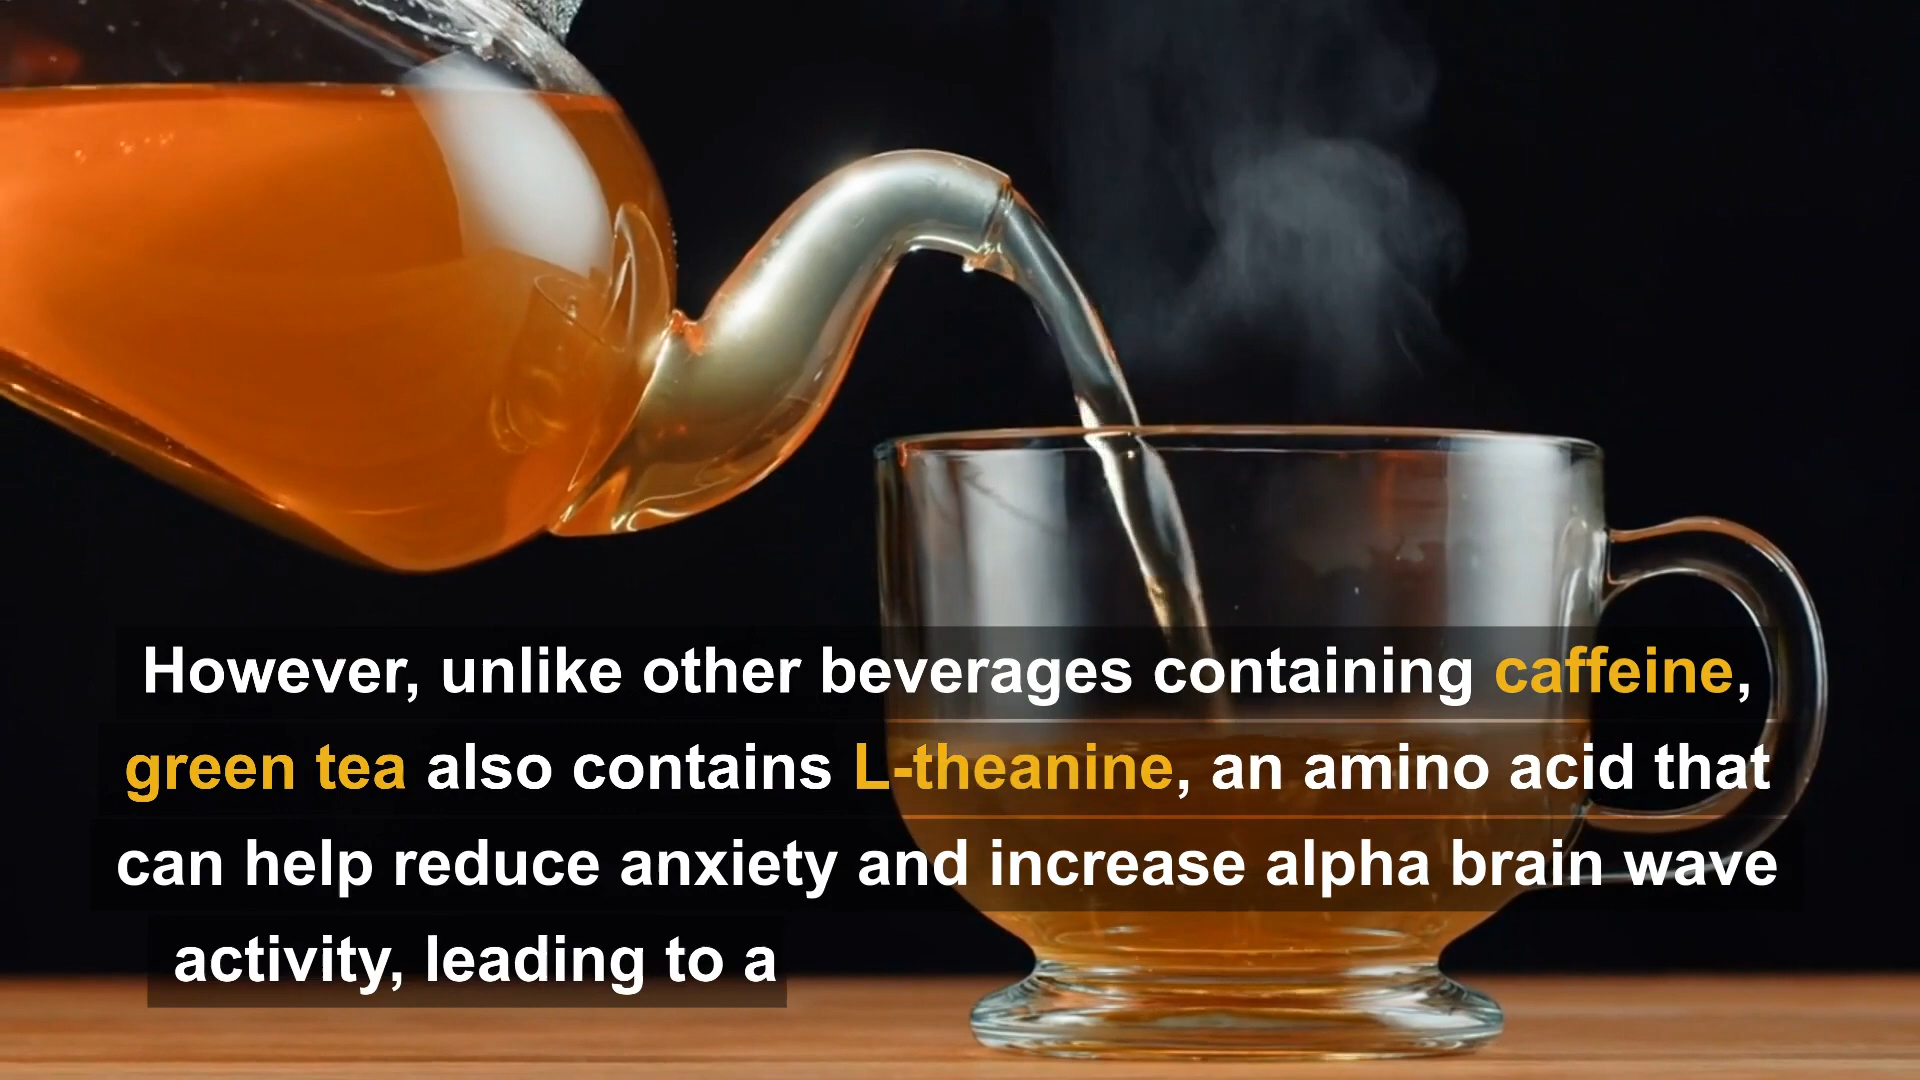 However, unlike other beverages containing caffeine,
green tea also contains L-theanine, an amino acid that
can help reduce anxiety and increase alpha brain wave
activity, leading to a